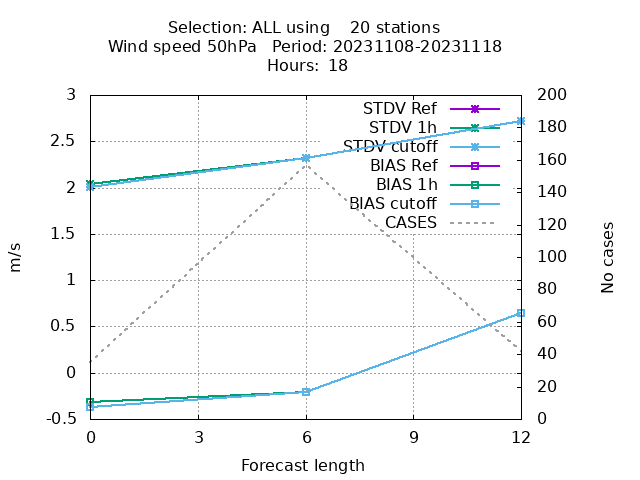 Selection: ALL using    20 stations
Wind speed 50hPa   Period: 20231108-20231118
Hours:  18
3
2.5
2
1.5
1
0.5
0
-0.5
m/s
200
180
160
140
120
100
80
60
40
20
0
No cases
STDV Ref
STDV 1h
STDV cutoff
BIAS Ref
BIAS 1h
BIAS cutoff
CASES
0 3 6 9 12
Forecast length